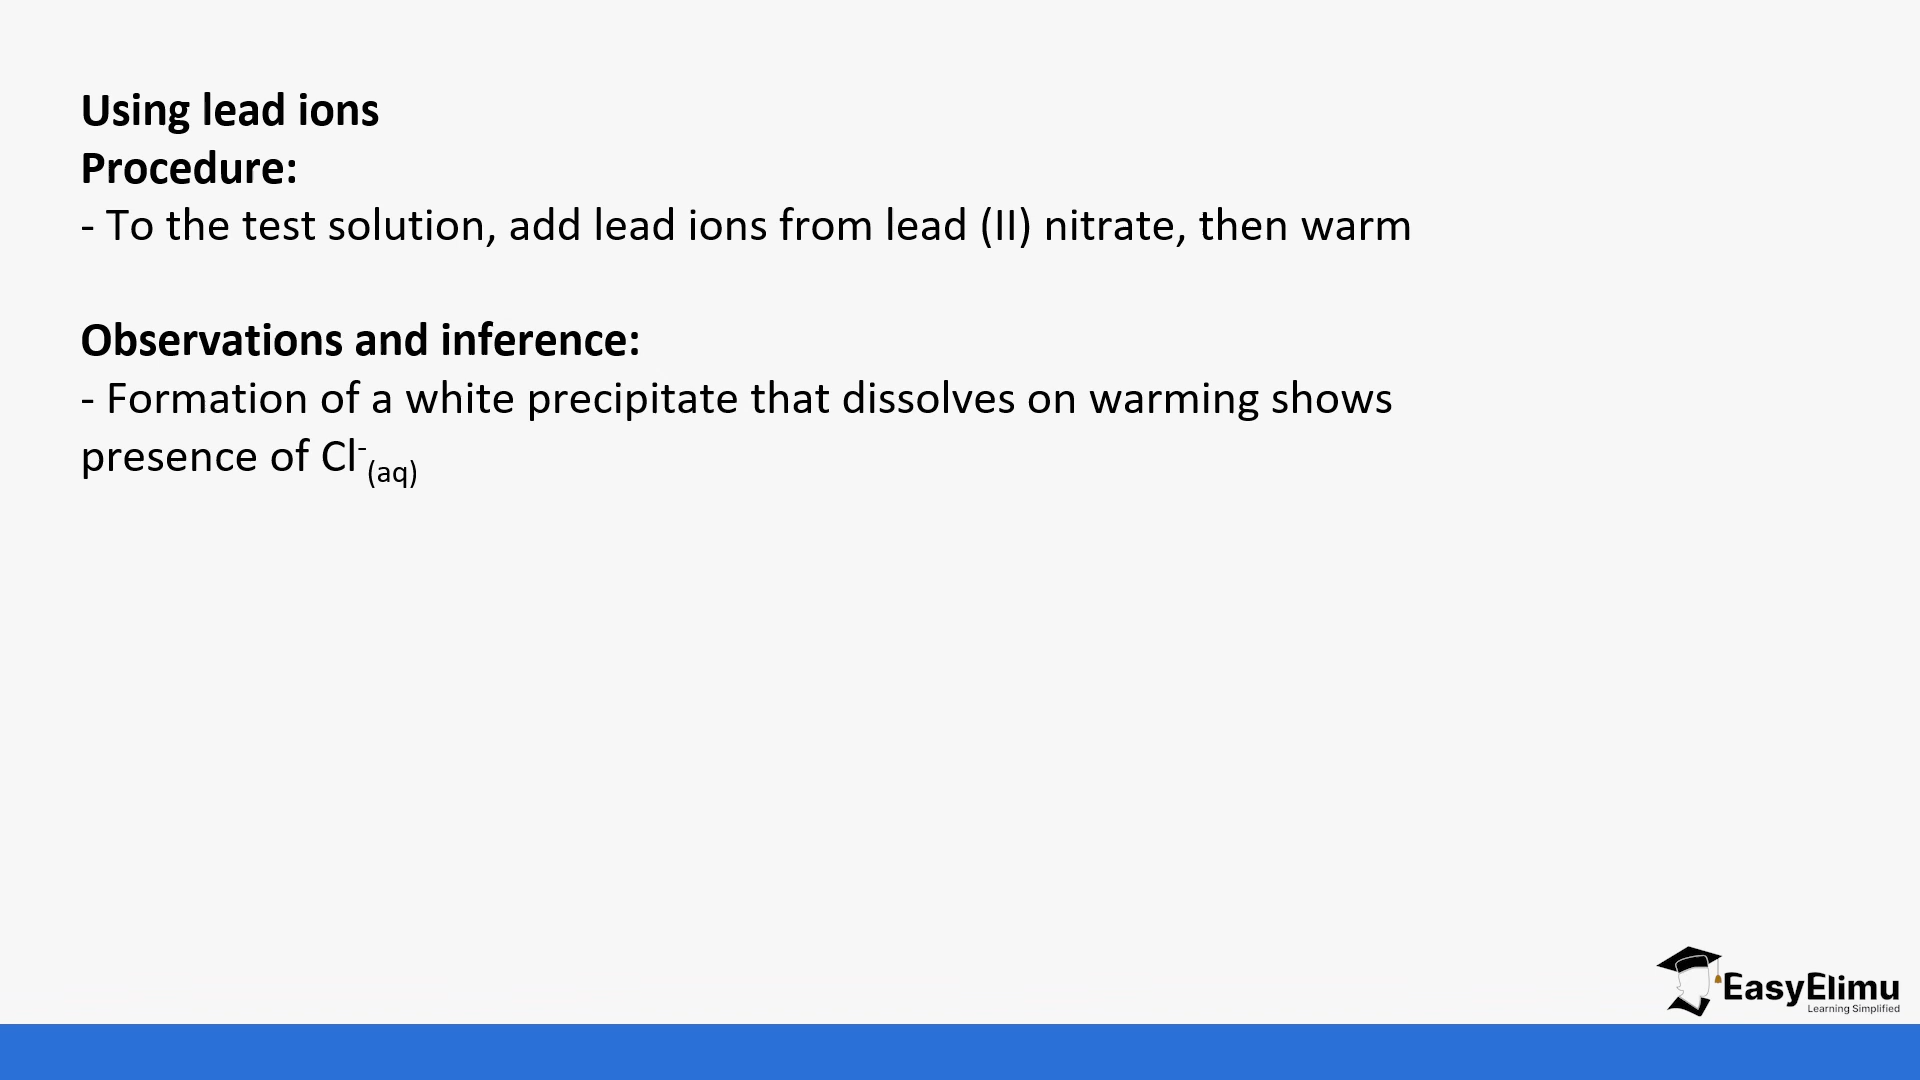 Using lead ions
Procedure:
- To the test solution, add lead ions from lead (II) nitrate, then warm
Observations and inference:
- Formation of a white precipitate that dissolves on warming shows
presence of Cl⁻(aq)
EasyElimu
Learning Simplified